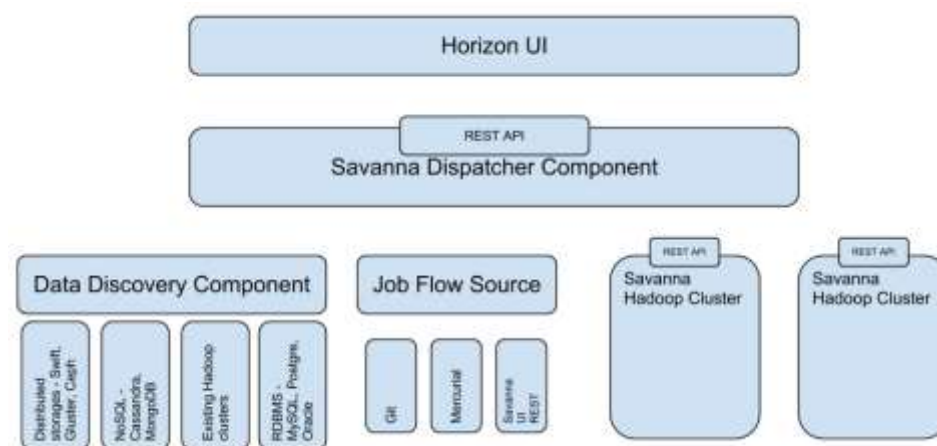 Horizon UI
REST API
Savanna Dispatcher Component
Data Discovery Component
Job Flow Source
REST API
Savanna
Hadoop Cluster
REST API
Savanna
Hadoop Cluster
Distributed
storages - Swift,
Gluster, Ceph
NoSQL -
Cassandra,
MongoDB
Existing Hadoop
clusters
RDBMS -
MySQL, Postgre,
Oracle
Git
Mercurial
Savanna
UI
REST